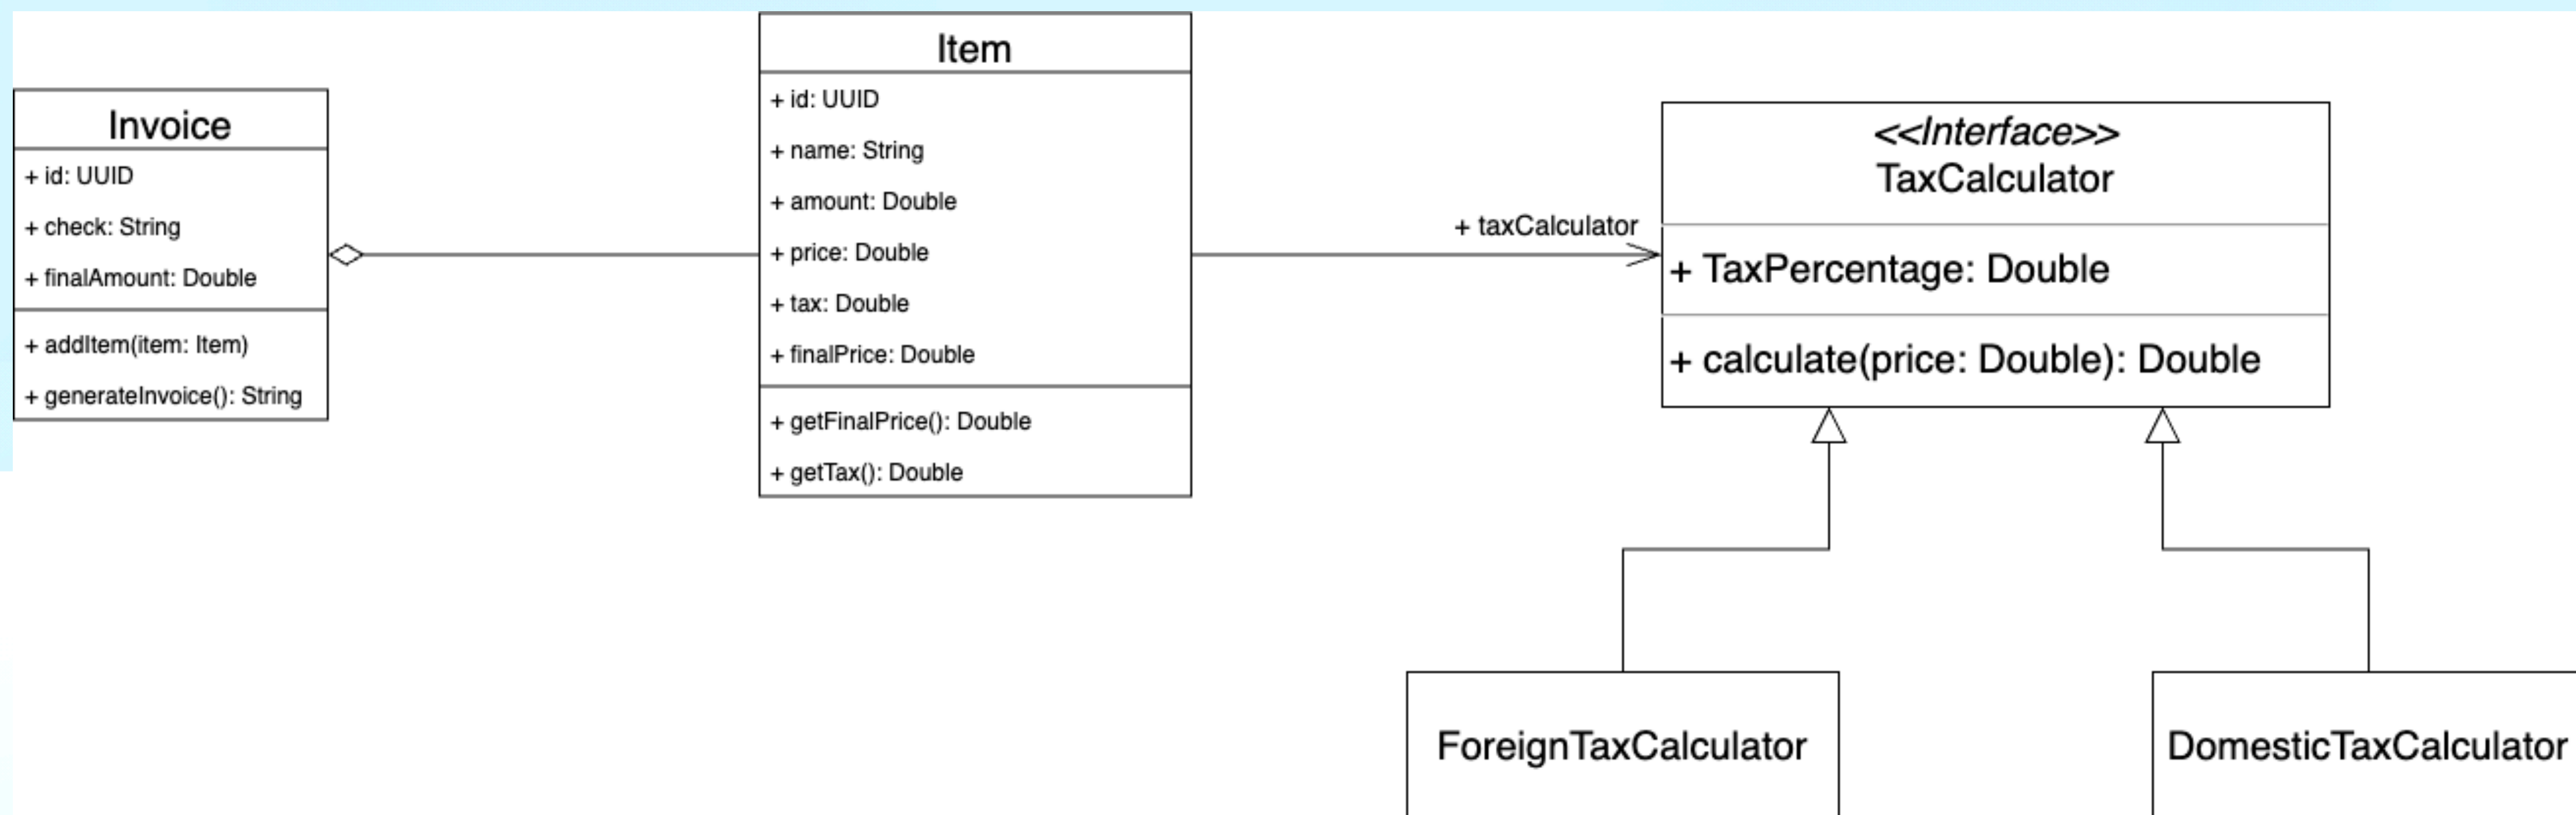 Invoice
+ id: UUID
+ check: String
+ finalAmount: Double
+ addItem(item: Item)
+ generateInvoice(): String
Item
+ id: UUID
+ name: String
+ amount: Double
+ price: Double
+ tax: Double
+ finalPrice: Double
+ getFinalPrice(): Double
+ getTax(): Double
+ taxCalculator
<<Interface>>
TaxCalculator
+ TaxPercentage: Double
+ calculate(price: Double): Double
ForeignTaxCalculator
DomesticTaxCalculator